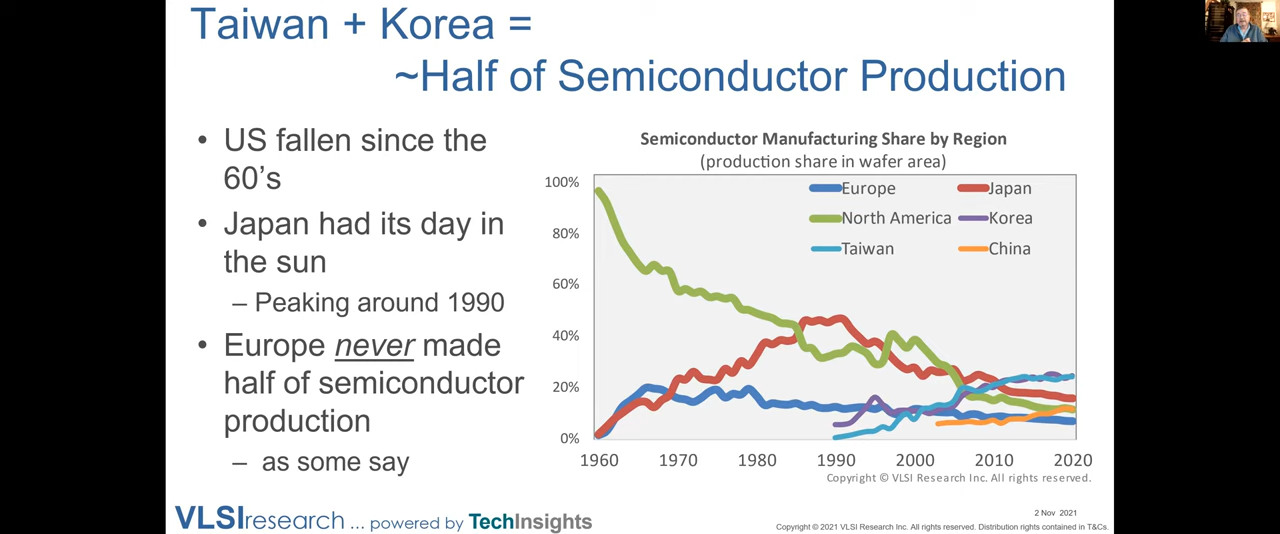 Taiwan + Korea =
~Half of Semiconductor Production
• US fallen since the
60's
• Japan had its day in
the sun
– Peaking around 1990
• Europe never made
half of semiconductor
production
– as some say
Semiconductor Manufacturing Share by Region
(production share in wafer area)
100%
80%
60%
40%
20%
0%
Europe
Japan
North America
Korea
Taiwan
China
1960 1970 1980 1990 2000 2010 2020
Copyright © VLSI Research Inc. All rights reserved.
VLSIresearch ... powered by TechInsights
2 Nov 2021
Copyright © 2021 VLSI Research Inc. All rights reserved. Distribution rights contained in T&Cs.